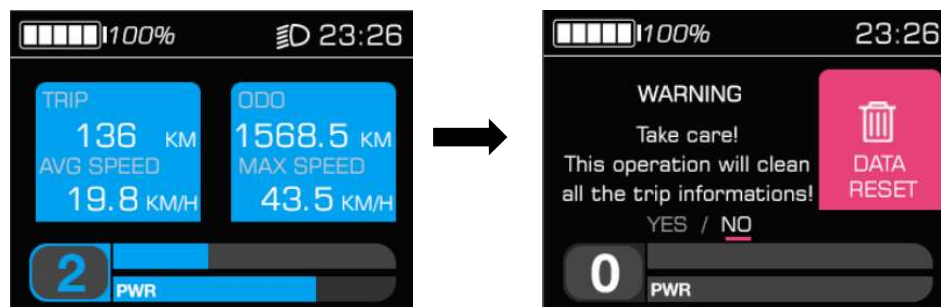 100% 23:26
TRIP
136 KM
AVG SPEED
19.8 KM/H
ODO
1568.5 KM
MAX SPEED
43.5 KM/H
2 PWR
100% 23:26
WARNING
Take care!
This operation will clean
all the trip informations!
YES / NO
DATA
RESET
0 PWR